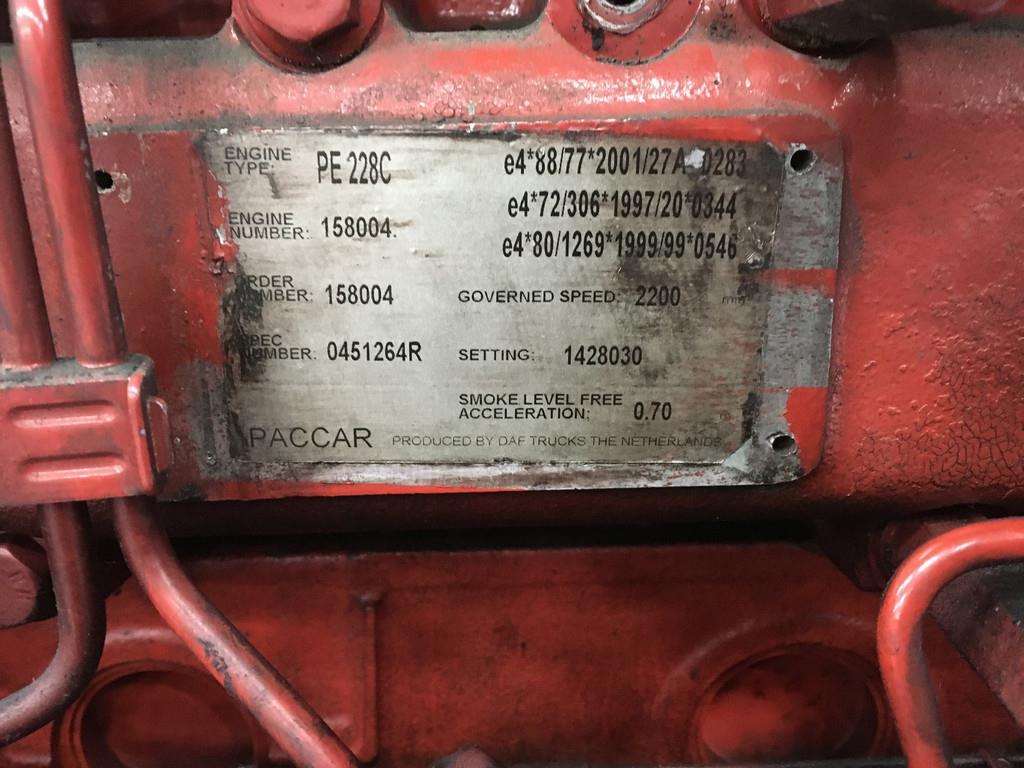 ENGINE TYPE: PE 228C e4*88/77*2001/27A 0283
e4*72/306*1997/20*0344
ENGINE NUMBER: 158004.
e4*80/1269*1999/99*0546
ORDER NUMBER: 158004 GOVERNED SPEED: 2200
SPEC NUMBER: 0451264R SETTING: 1428030
SMOKE LEVEL FREE
ACCELERATION: 0.70
PACCAR PRODUCED BY DAF TRUCKS THE NETHERLANDS